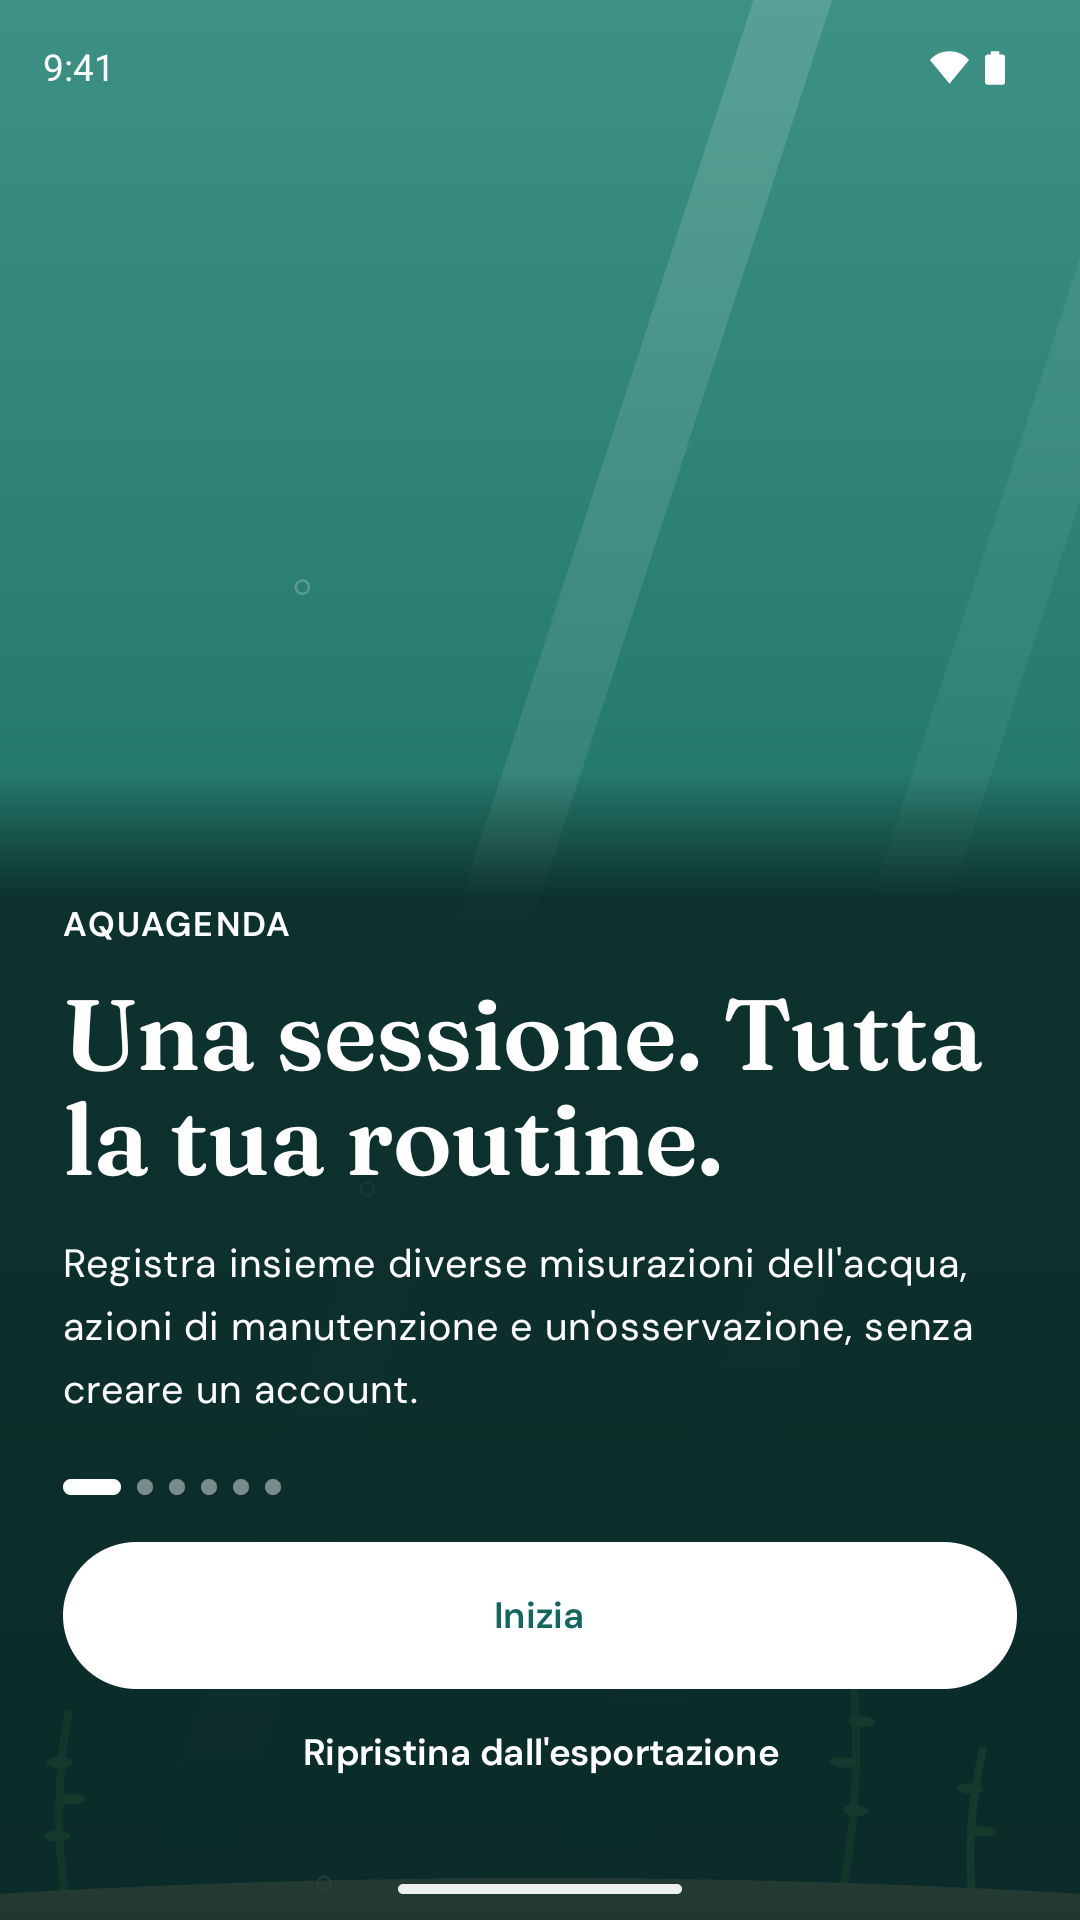 9:41
AQUAGENDA
Una sessione. Tutta
la tua routine.
Registra insieme diverse misurazioni dell'acqua,
azioni di manutenzione e un'osservazione, senza
creare un account.
Inizia
Ripristina dall'esportazione